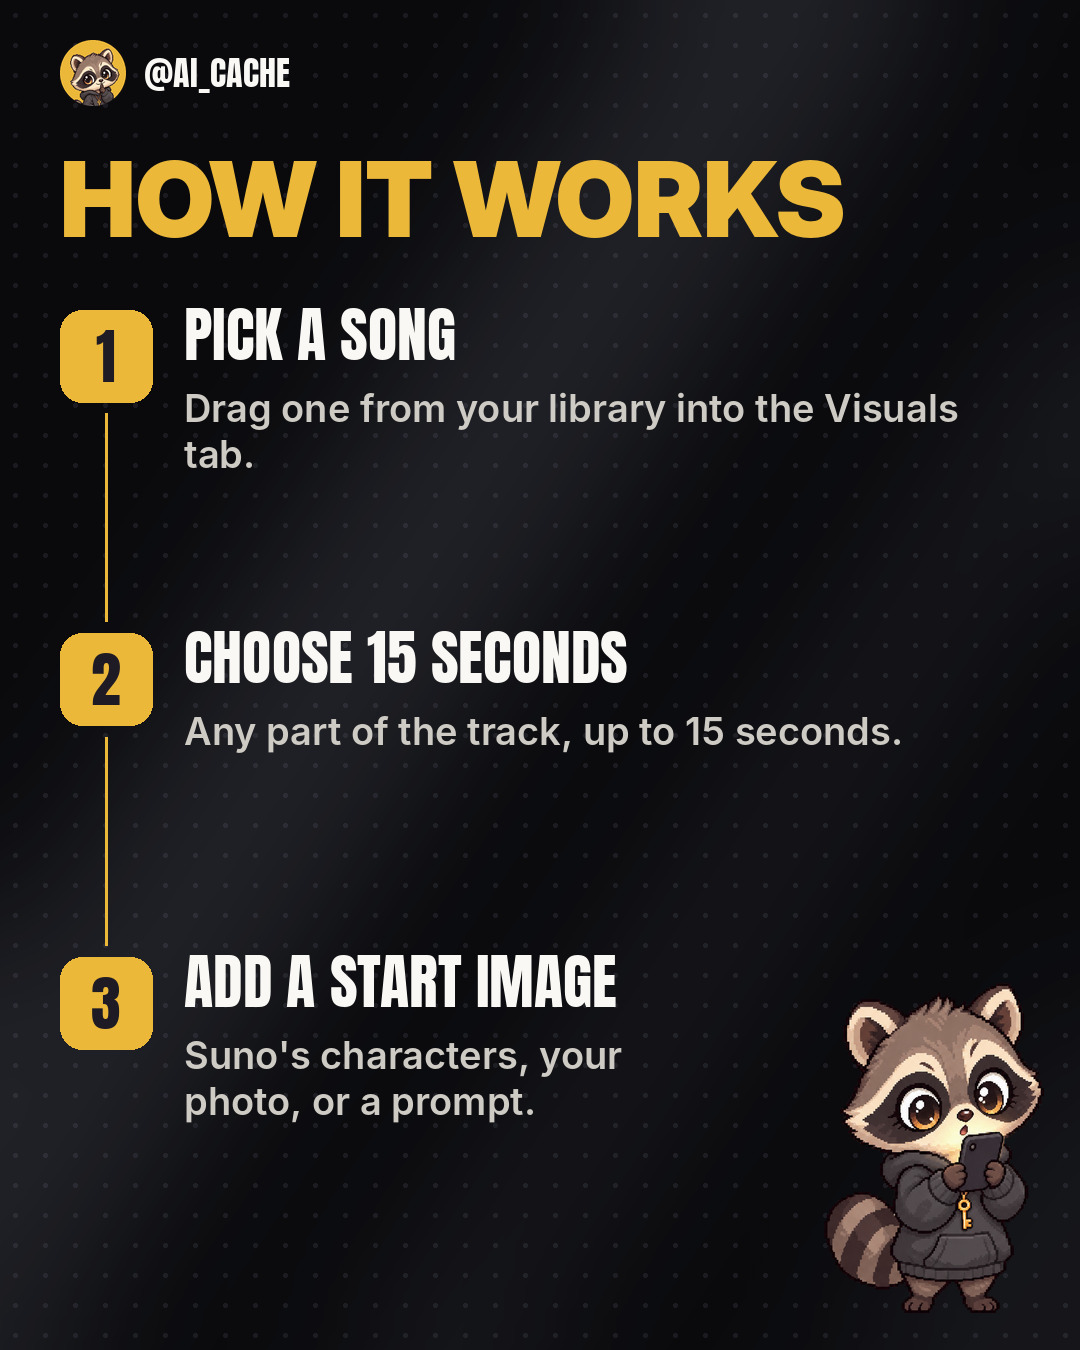 @AI_CACHE
HOW IT WORKS
1
PICK A SONG
Drag one from your library into the Visuals
tab.
2
CHOOSE 15 SECONDS
Any part of the track, up to 15 seconds.
3
ADD A START IMAGE
Suno's characters, your
photo, or a prompt.